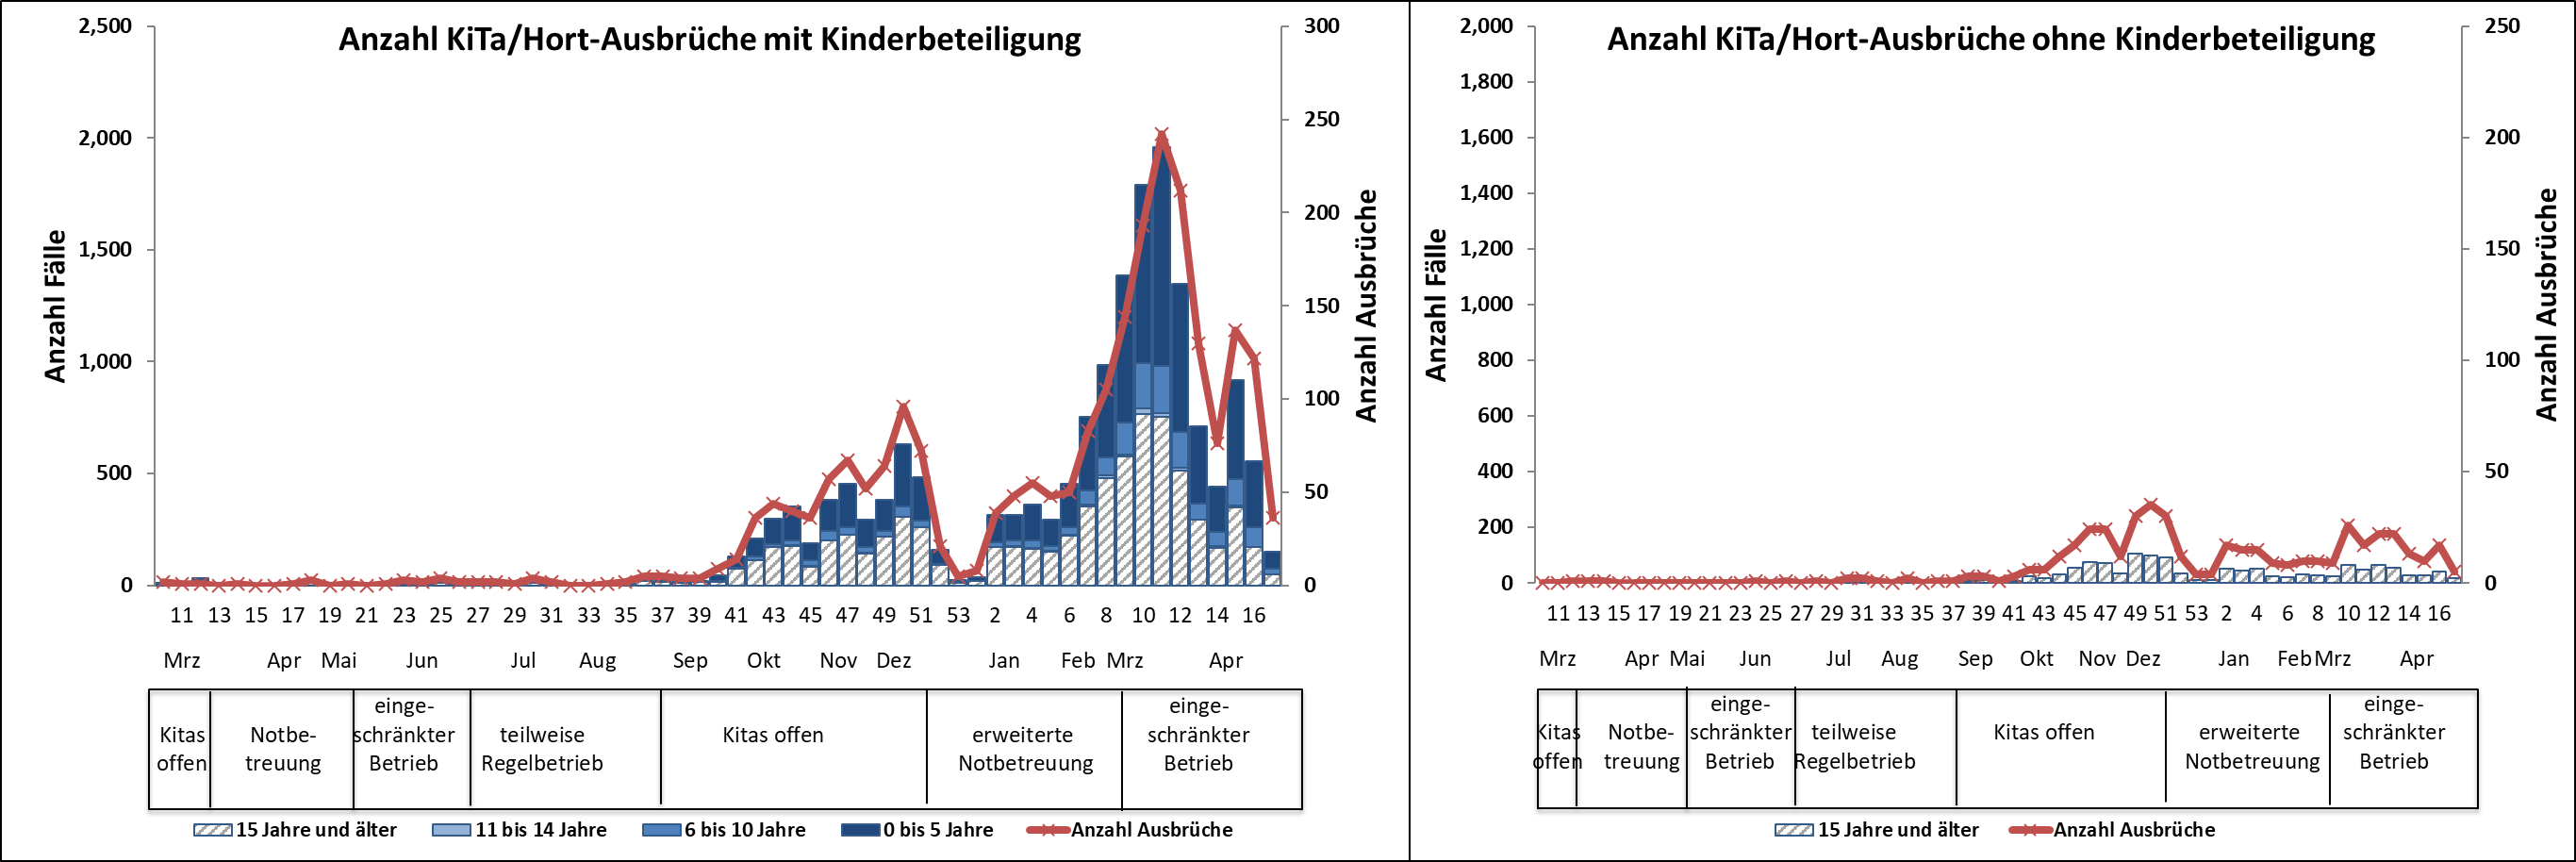 Anzahl KiTa/Hort-Ausbrüche mit Kinderbeteiligung
Anzahl Fälle
2,500
2,000
1,500
1,000
500
0
300
250
200
150
100
50
0
Anzahl Ausbrüche
11 13 15 17 19 21 23 25 27 29 31 33 35 37 39 41 43 45 47 49 51 53 2 4 6 8 10 12 14 16
Mrz Apr Mai Jun Jul Aug Sep Okt Nov Dez Jan Feb Mrz Apr
Kitas
offen
Notbe-
treuung
einge-
schränkter
Betrieb
teilweise
Regelbetrieb
Kitas offen
erweiterte
Notbetreuung
einge-
schränkter
Betrieb
15 Jahre und älter 11 bis 14 Jahre 6 bis 10 Jahre 0 bis 5 Jahre Anzahl Ausbrüche
Anzahl KiTa/Hort-Ausbrüche ohne Kinderbeteiligung
Anzahl Fälle
2,000
1,800
1,600
1,400
1,200
1,000
800
600
400
200
0
250
200
150
100
50
0
Anzahl Ausbrüche
11 13 15 17 19 21 23 25 27 29 31 33 35 37 39 41 43 45 47 49 51 53 2 4 6 8 10 12 14 16
Mrz Apr Mai Jun Jul Aug Sep Okt Nov Dez Jan Feb Mrz Apr
Kitas
offen
Notbe-
treuung
einge-
schränkter
Betrieb
teilweise
Regelbetrieb
Kitas offen
erweiterte
Notbetreuung
einge-
schränkter
Betrieb
15 Jahre und älter Anzahl Ausbrüche